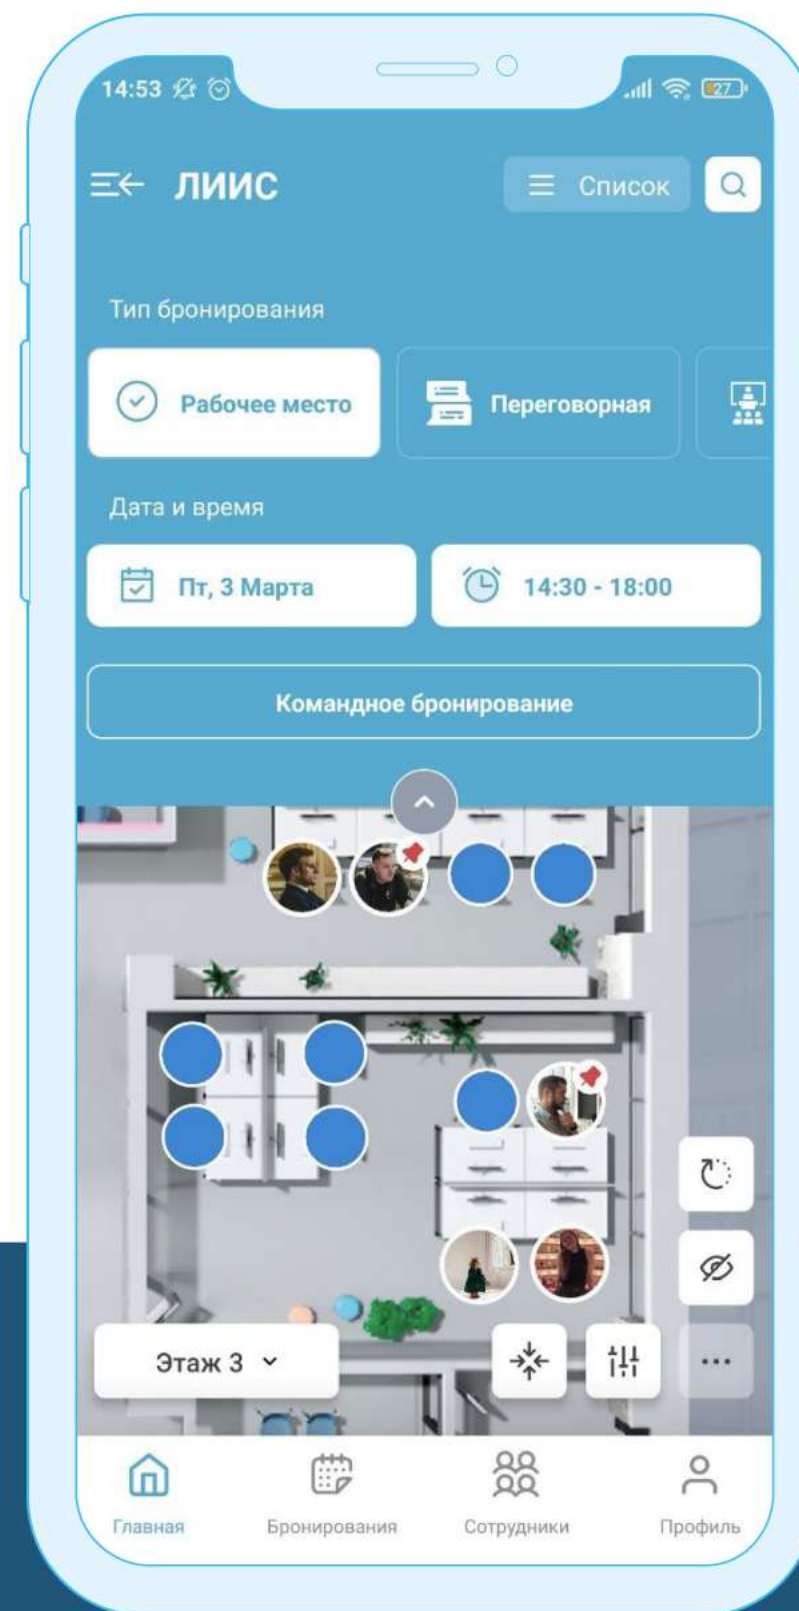 14:53
27
ЛИИС
Список
Тип бронирования
Рабочее место
Переговорная
Дата и время
Пт, 3 Марта
14:30 - 18:00
Командное бронирование
Этаж 3
Главная
Бронирования
Сотрудники
Профиль